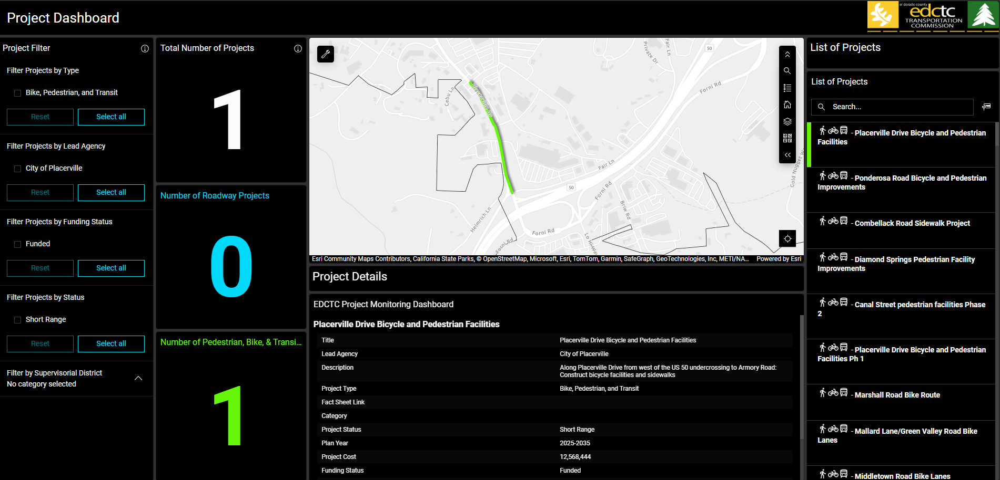 Project Dashboard
el dorado county
edctc
TRANSPORTATION
COMMISSION
Project Filter
Filter Projects by Type
Bike, Pedestrian, and Transit
Reset
Select all
Filter Projects by Lead Agency
City of Placerville
Reset
Select all
Filter Projects by Funding Status
Funded
Reset
Select all
Filter Projects by Status
Short Range
Reset
Select all
Filter by Supervisorial District
No category selected
Total Number of Projects
1
Number of Roadway Projects
0
Number of Pedestrian, Bike, & Transi...
1
Private Dr
Fair Ln
50
Forni Rd
Cebu Ln
Placerville Dr
Gold Nugget W
Fair Ln
50
Forni Rd
Briw Rd
Helmrich Ln
Forni Rd
Forni Rd
Lo Hi Way
Esri Community Maps Contributors, California State Parks, © OpenStreetMap, Microsoft, Esri, TomTom, Garmin, SafeGraph, GeoTechnologies, Inc, METI/NA...
Powered by Esri
Project Details
EDCTC Project Monitoring Dashboard
Placerville Drive Bicycle and Pedestrian Facilities
Title Placerville Drive Bicycle and Pedestrian Facilities
Lead Agency City of Placerville
Description Along Placerville Drive from west of the US 50 undercrossing to Armory Road:
Construct bicycle facilities and sidewalks
Project Type Bike, Pedestrian, and Transit
Fact Sheet Link
Category
Project Status Short Range
Plan Year 2025-2035
Project Cost 12,568,444
Funding Status Funded
List of Projects
List of Projects
Search...
- Placerville Drive Bicycle and Pedestrian
Facilities
- Ponderosa Road Bicycle and Pedestrian
Improvements
- Combellack Road Sidewalk Project
- Diamond Springs Pedestrian Facility
Improvements
- Canal Street pedestrian facilities Phase
2
- Placerville Drive Bicycle and Pedestrian
Facilities Ph 1
- Marshall Road Bike Route
- Mallard Lane/Green Valley Road Bike
Lanes
- Middletown Road Bike Lanes